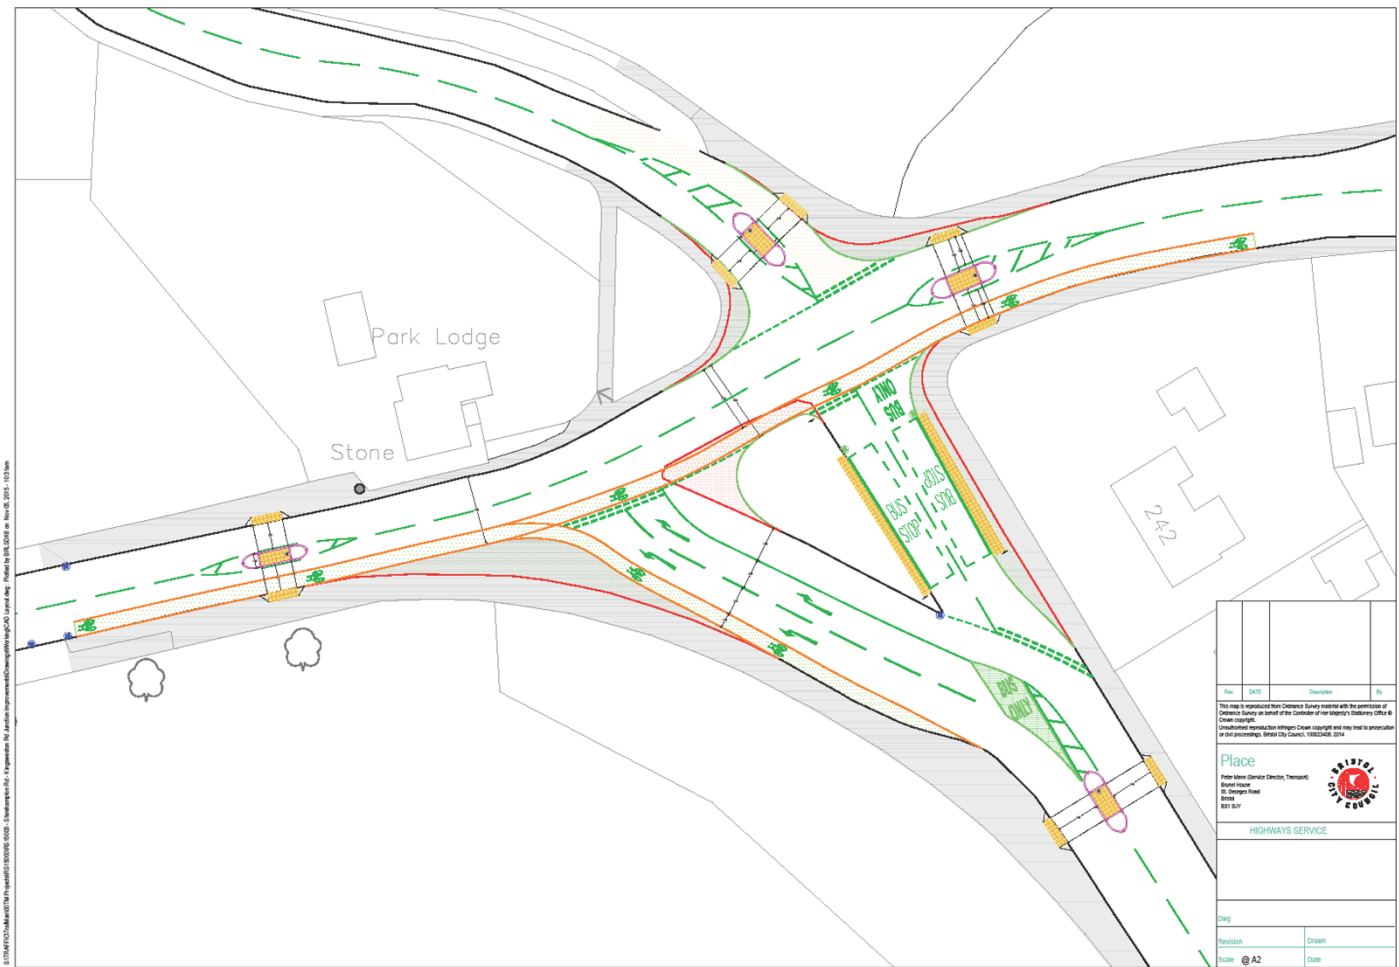 Park Lodge
Stone
BUS
ONLY
BUS
STOP
BUS
STOP
242
BUS
ONLY
Rev. DATE Description By
This map is reproduced from Ordnance Survey material with the permission of
Ordnance Survey on behalf of the Controller of Her Majesty's Stationery Office ©
Crown copyright.
Unauthorised reproduction infringes Crown copyright and may lead to prosecution
or civil proceedings. Bristol City Council, 100023406, 2014
Place
Peter Mann (Service Director, Transport)
Brunel House
St. Georges Road
Bristol
BS1 5UY
BRISTOL
CITY COUNCIL
HIGHWAYS SERVICE
Dwg
Revision Drawn
Scale @ A2 Date